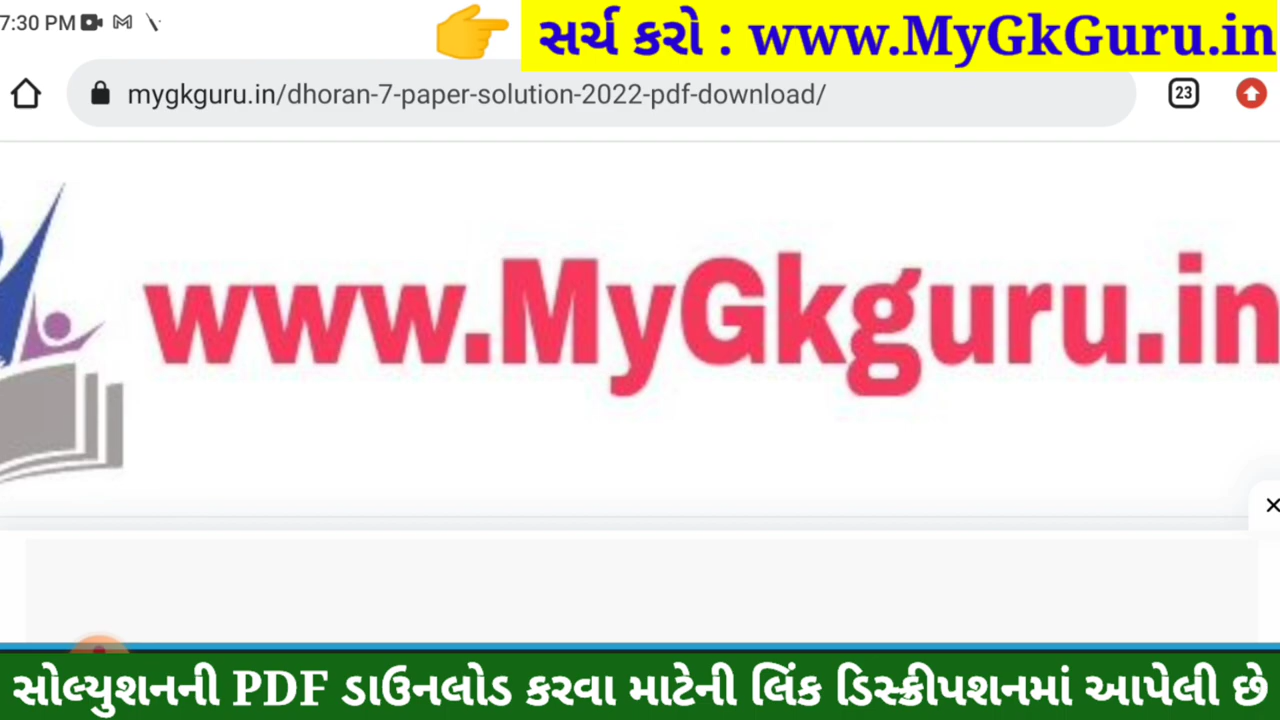 7:30 PM
સર્ચ કરો : www.MyGkGuru.in
mygkguru.in/dhoran-7-paper-solution-2022-pdf-download/
23
www.MyGkguru.in
સોલ્યુશનની PDF ડાઉનલોડ કરવા માટેની લિંક ડિસ્ક્રીપશનમાં આપેલી છે